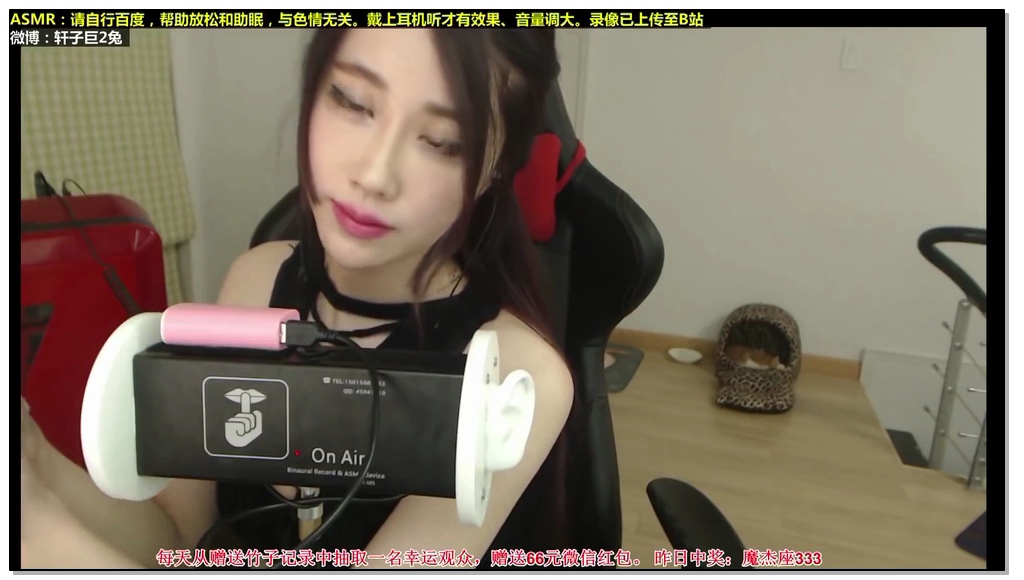 ASMR：请自行百度，帮助放松和助眠，与色情无关。戴上耳机听才有效果、音量调大。录像已上传至B站
微博：轩子巨2兔
TEL:
QQ:
On Air
Binaural Record & ASMR Device
每天从赠送竹子记录中抽取一名幸运观众，赠送66元微信红包。 昨日中奖：魔杰座333